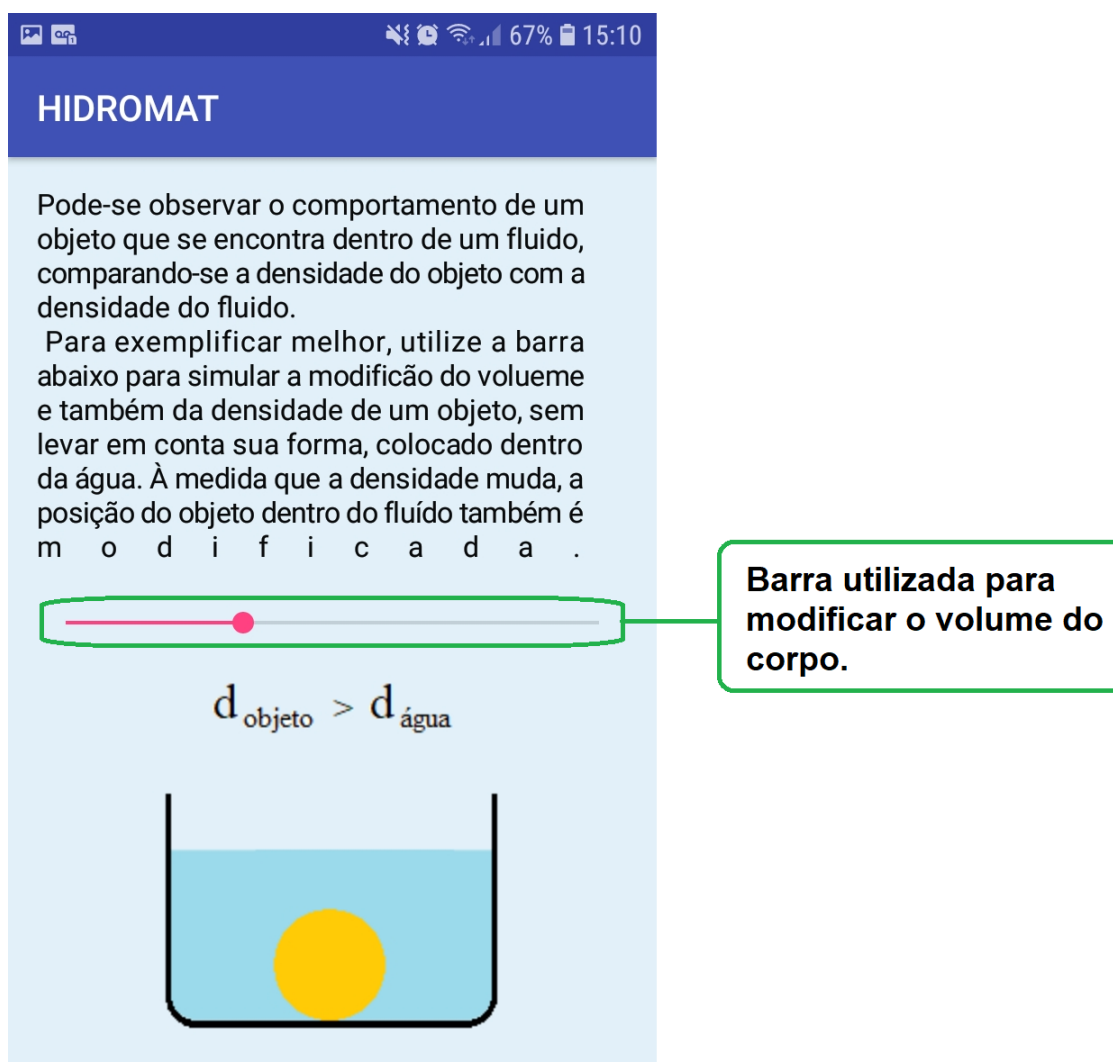 67% 15:10
HIDROMAT
Pode-se observar o comportamento de um
objeto que se encontra dentro de um fluido,
comparando-se a densidade do objeto com a
densidade do fluido.
Para exemplificar melhor, utilize a barra
abaixo para simular a modificão do volueme
e também da densidade de um objeto, sem
levar em conta sua forma, colocado dentro
da água. À medida que a densidade muda, a
posição do objeto dentro do fluído também é
m o d i f i c a d a .
Barra utilizada para
modificar o volume do
corpo.
d objeto > d água